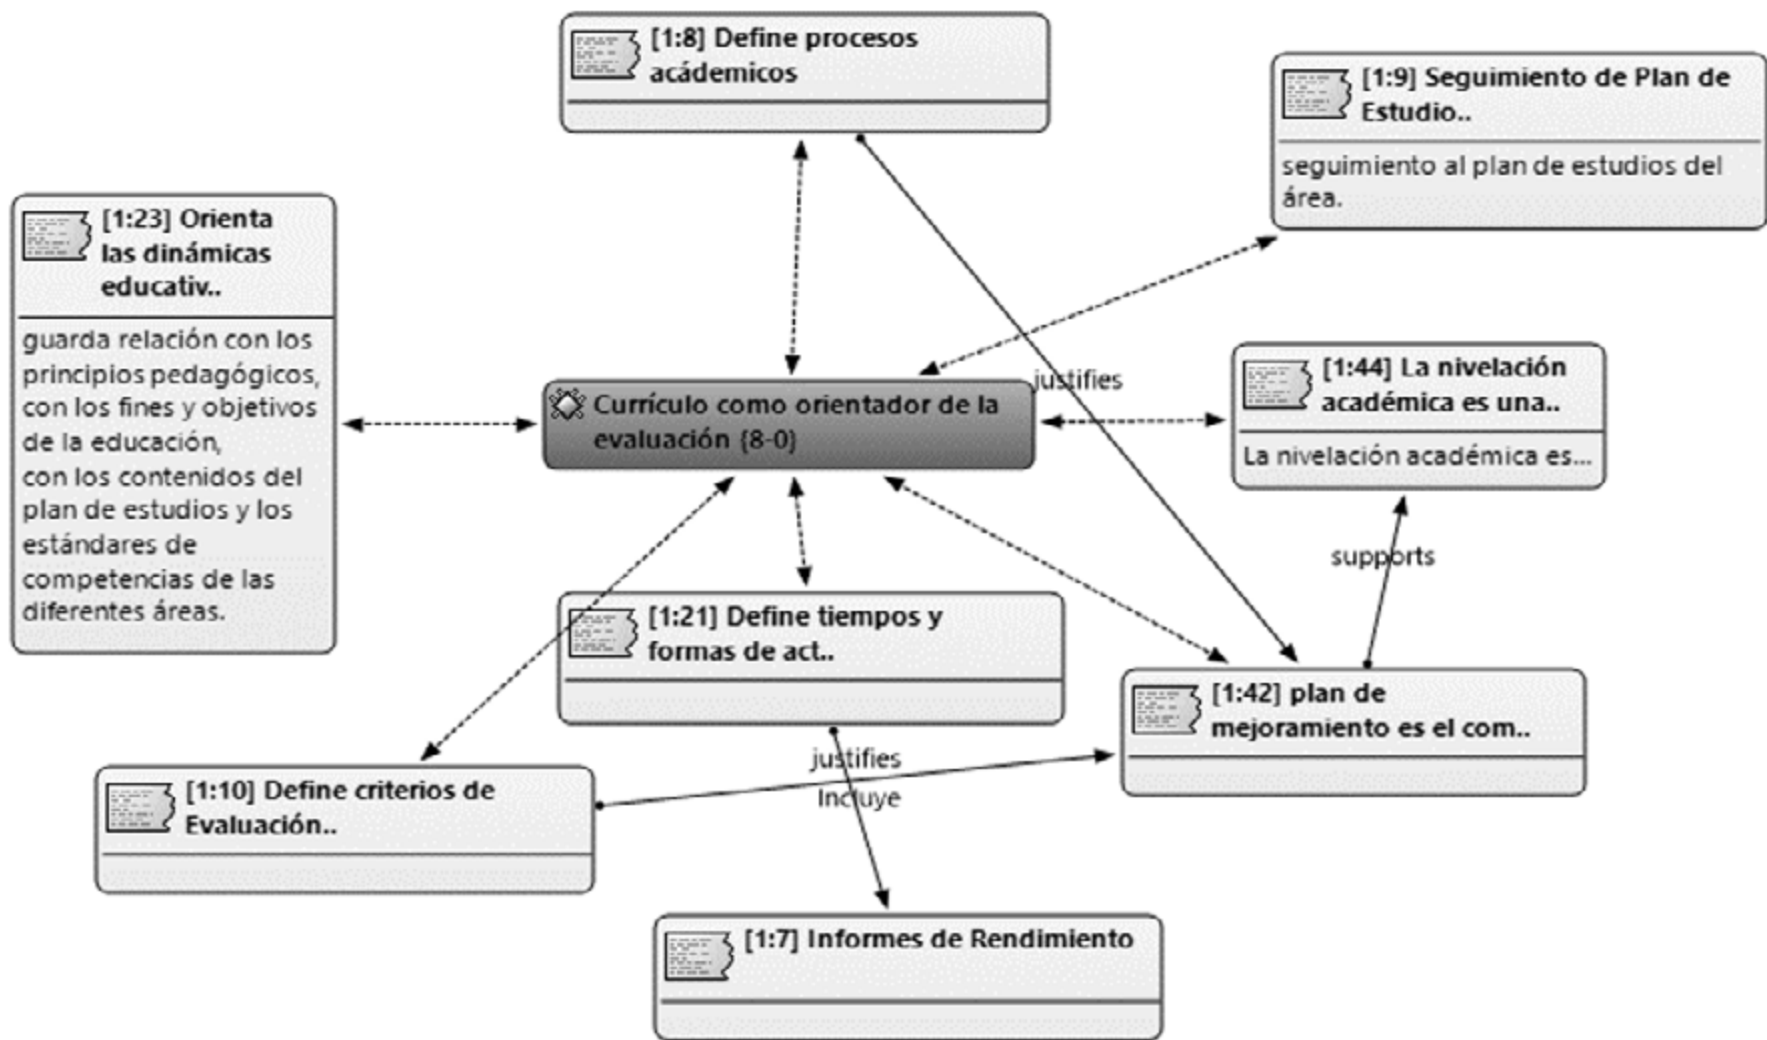 [1:8] Define procesos
acádemicos
[1:9] Seguimiento de Plan de
Estudio..
seguimiento al plan de estudios del
área.
[1:23] Orienta
las dinámicas
educativ..
guarda relación con los
principios pedagógicos,
con los fines y objetivos
de la educación,
con los contenidos del
plan de estudios y los
estándares de
competencias de las
diferentes áreas.
Currículo como orientador de la
evaluación {8-0}
justifies
[1:44] La nivelación
académica es una..
La nivelación académica es...
supports
[1:21] Define tiempos y
formas de act..
[1:42] plan de
mejoramiento es el com..
justifies
Incluye
[1:10] Define criterios de
Evaluación..
[1:7] Informes de Rendimiento